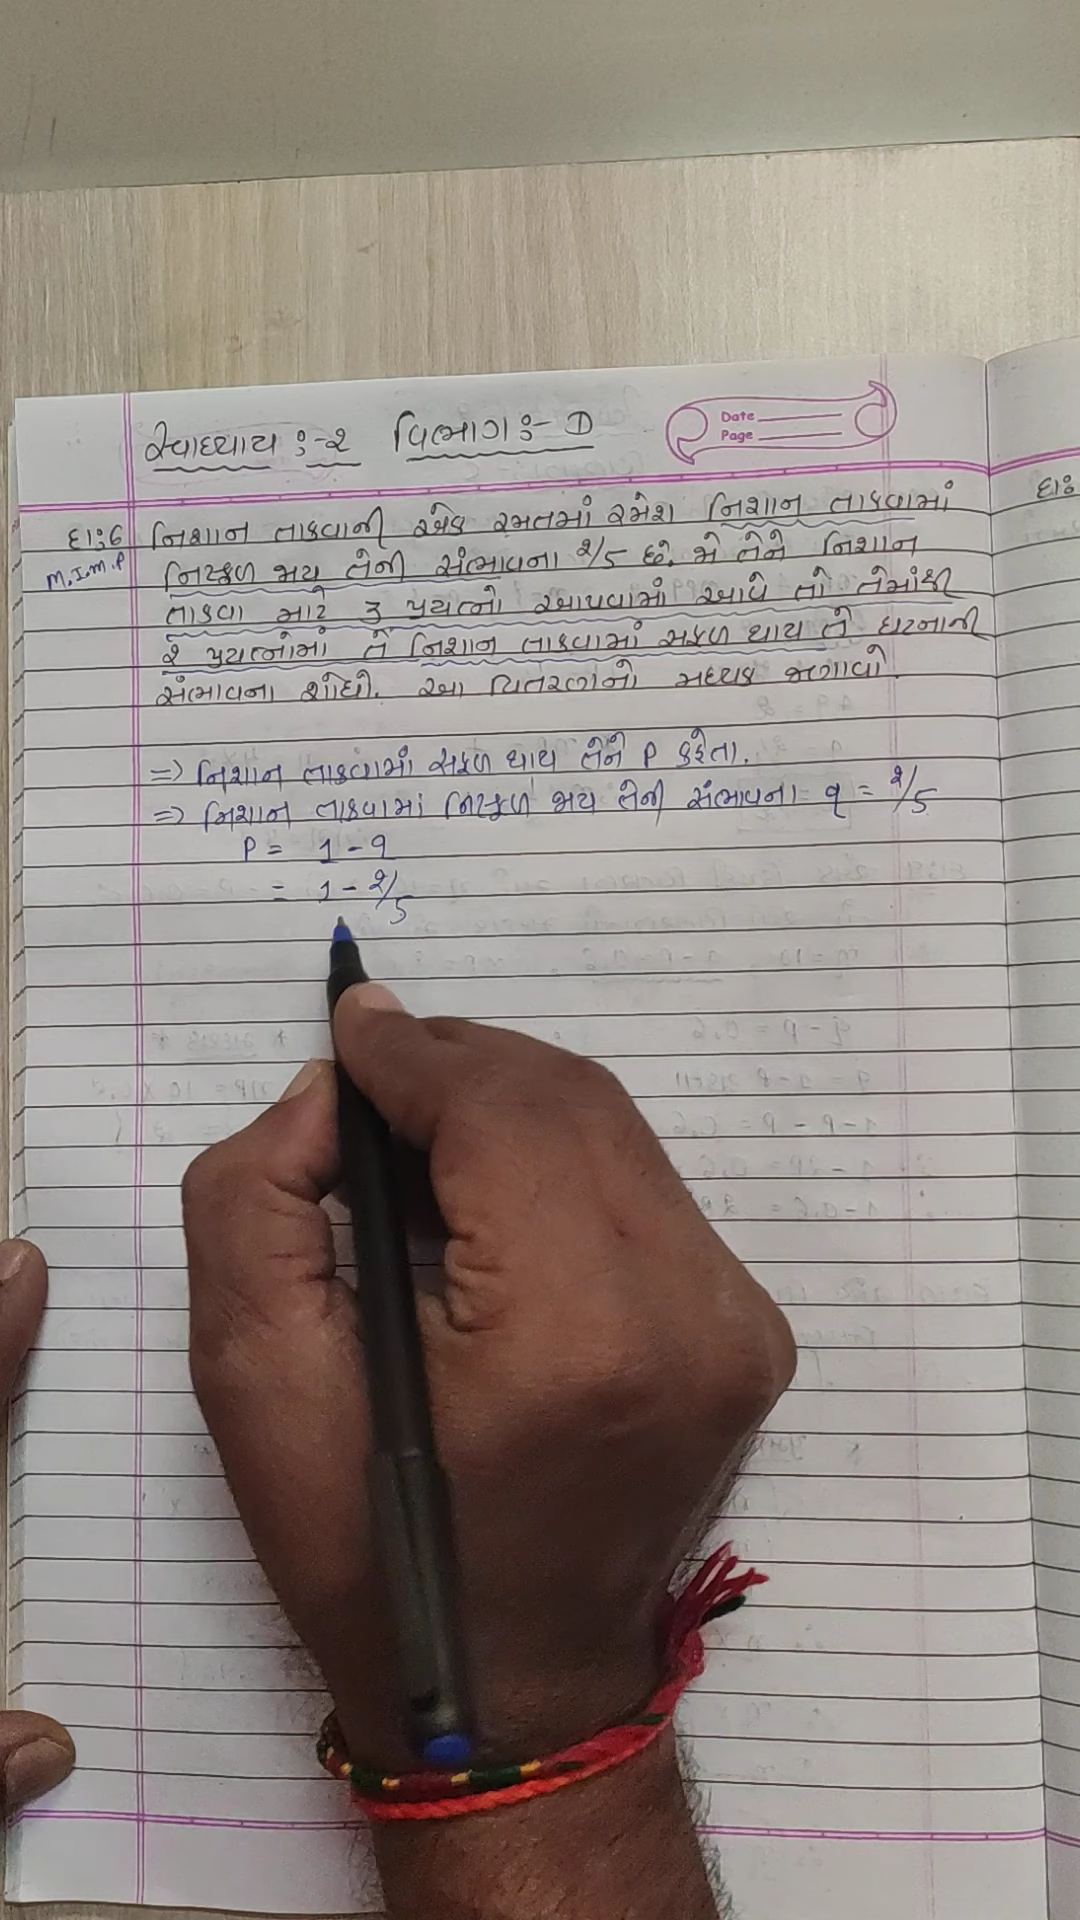 સ્વાધ્યાય :- ૨ વિભાગ :- D
Date
Page
દાઃ6 નિશાન તાકવાની એક રમતમાં રમેશ નિશાન તાકવામાં
M.I.M.P નિષ્ફળ જાય તેની સંભાવના ૨/5 છે. જો તેને નિશાન
તાકવા માટે ૩ પ્રયત્નો આપવામાં આવે તો તેમાંથી
૨ પ્રયત્નોમાં તે નિશાન તાકવામાં સફળ થાય તે ઘટનાની
સંભાવના શોધો. આ વિતરણનો મધ્યક જણાવો.
દાઃ
=> નિશાન તાકવામાં સફળ થાય તેને P કહેતા.
=> નિશાન તાકવામાં નિષ્ફળ જાય તેની સંભાવના q = ૨/5
P = 1 - q
= 1 - ૨/5